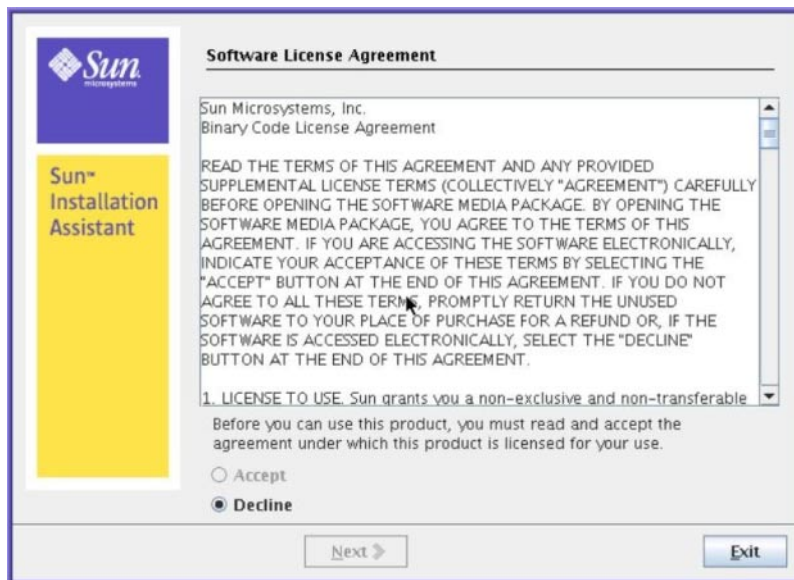 Sun
microsystems
Sun™
Installation
Assistant
Software License Agreement
Sun Microsystems, Inc.
Binary Code License Agreement
READ THE TERMS OF THIS AGREEMENT AND ANY PROVIDED
SUPPLEMENTAL LICENSE TERMS (COLLECTIVELY "AGREEMENT") CAREFULLY
BEFORE OPENING THE SOFTWARE MEDIA PACKAGE. BY OPENING THE
SOFTWARE MEDIA PACKAGE, YOU AGREE TO THE TERMS OF THIS
AGREEMENT. IF YOU ARE ACCESSING THE SOFTWARE ELECTRONICALLY,
INDICATE YOUR ACCEPTANCE OF THESE TERMS BY SELECTING THE
"ACCEPT" BUTTON AT THE END OF THIS AGREEMENT. IF YOU DO NOT
AGREE TO ALL THESE TERMS, PROMPTLY RETURN THE UNUSED
SOFTWARE TO YOUR PLACE OF PURCHASE FOR A REFUND OR, IF THE
SOFTWARE IS ACCESSED ELECTRONICALLY, SELECT THE "DECLINE"
BUTTON AT THE END OF THIS AGREEMENT.
1. LICENSE TO USE. Sun grants you a non-exclusive and non-transferable
Before you can use this product, you must read and accept the
agreement under which this product is licensed for your use.
Accept
Decline
Next
Exit